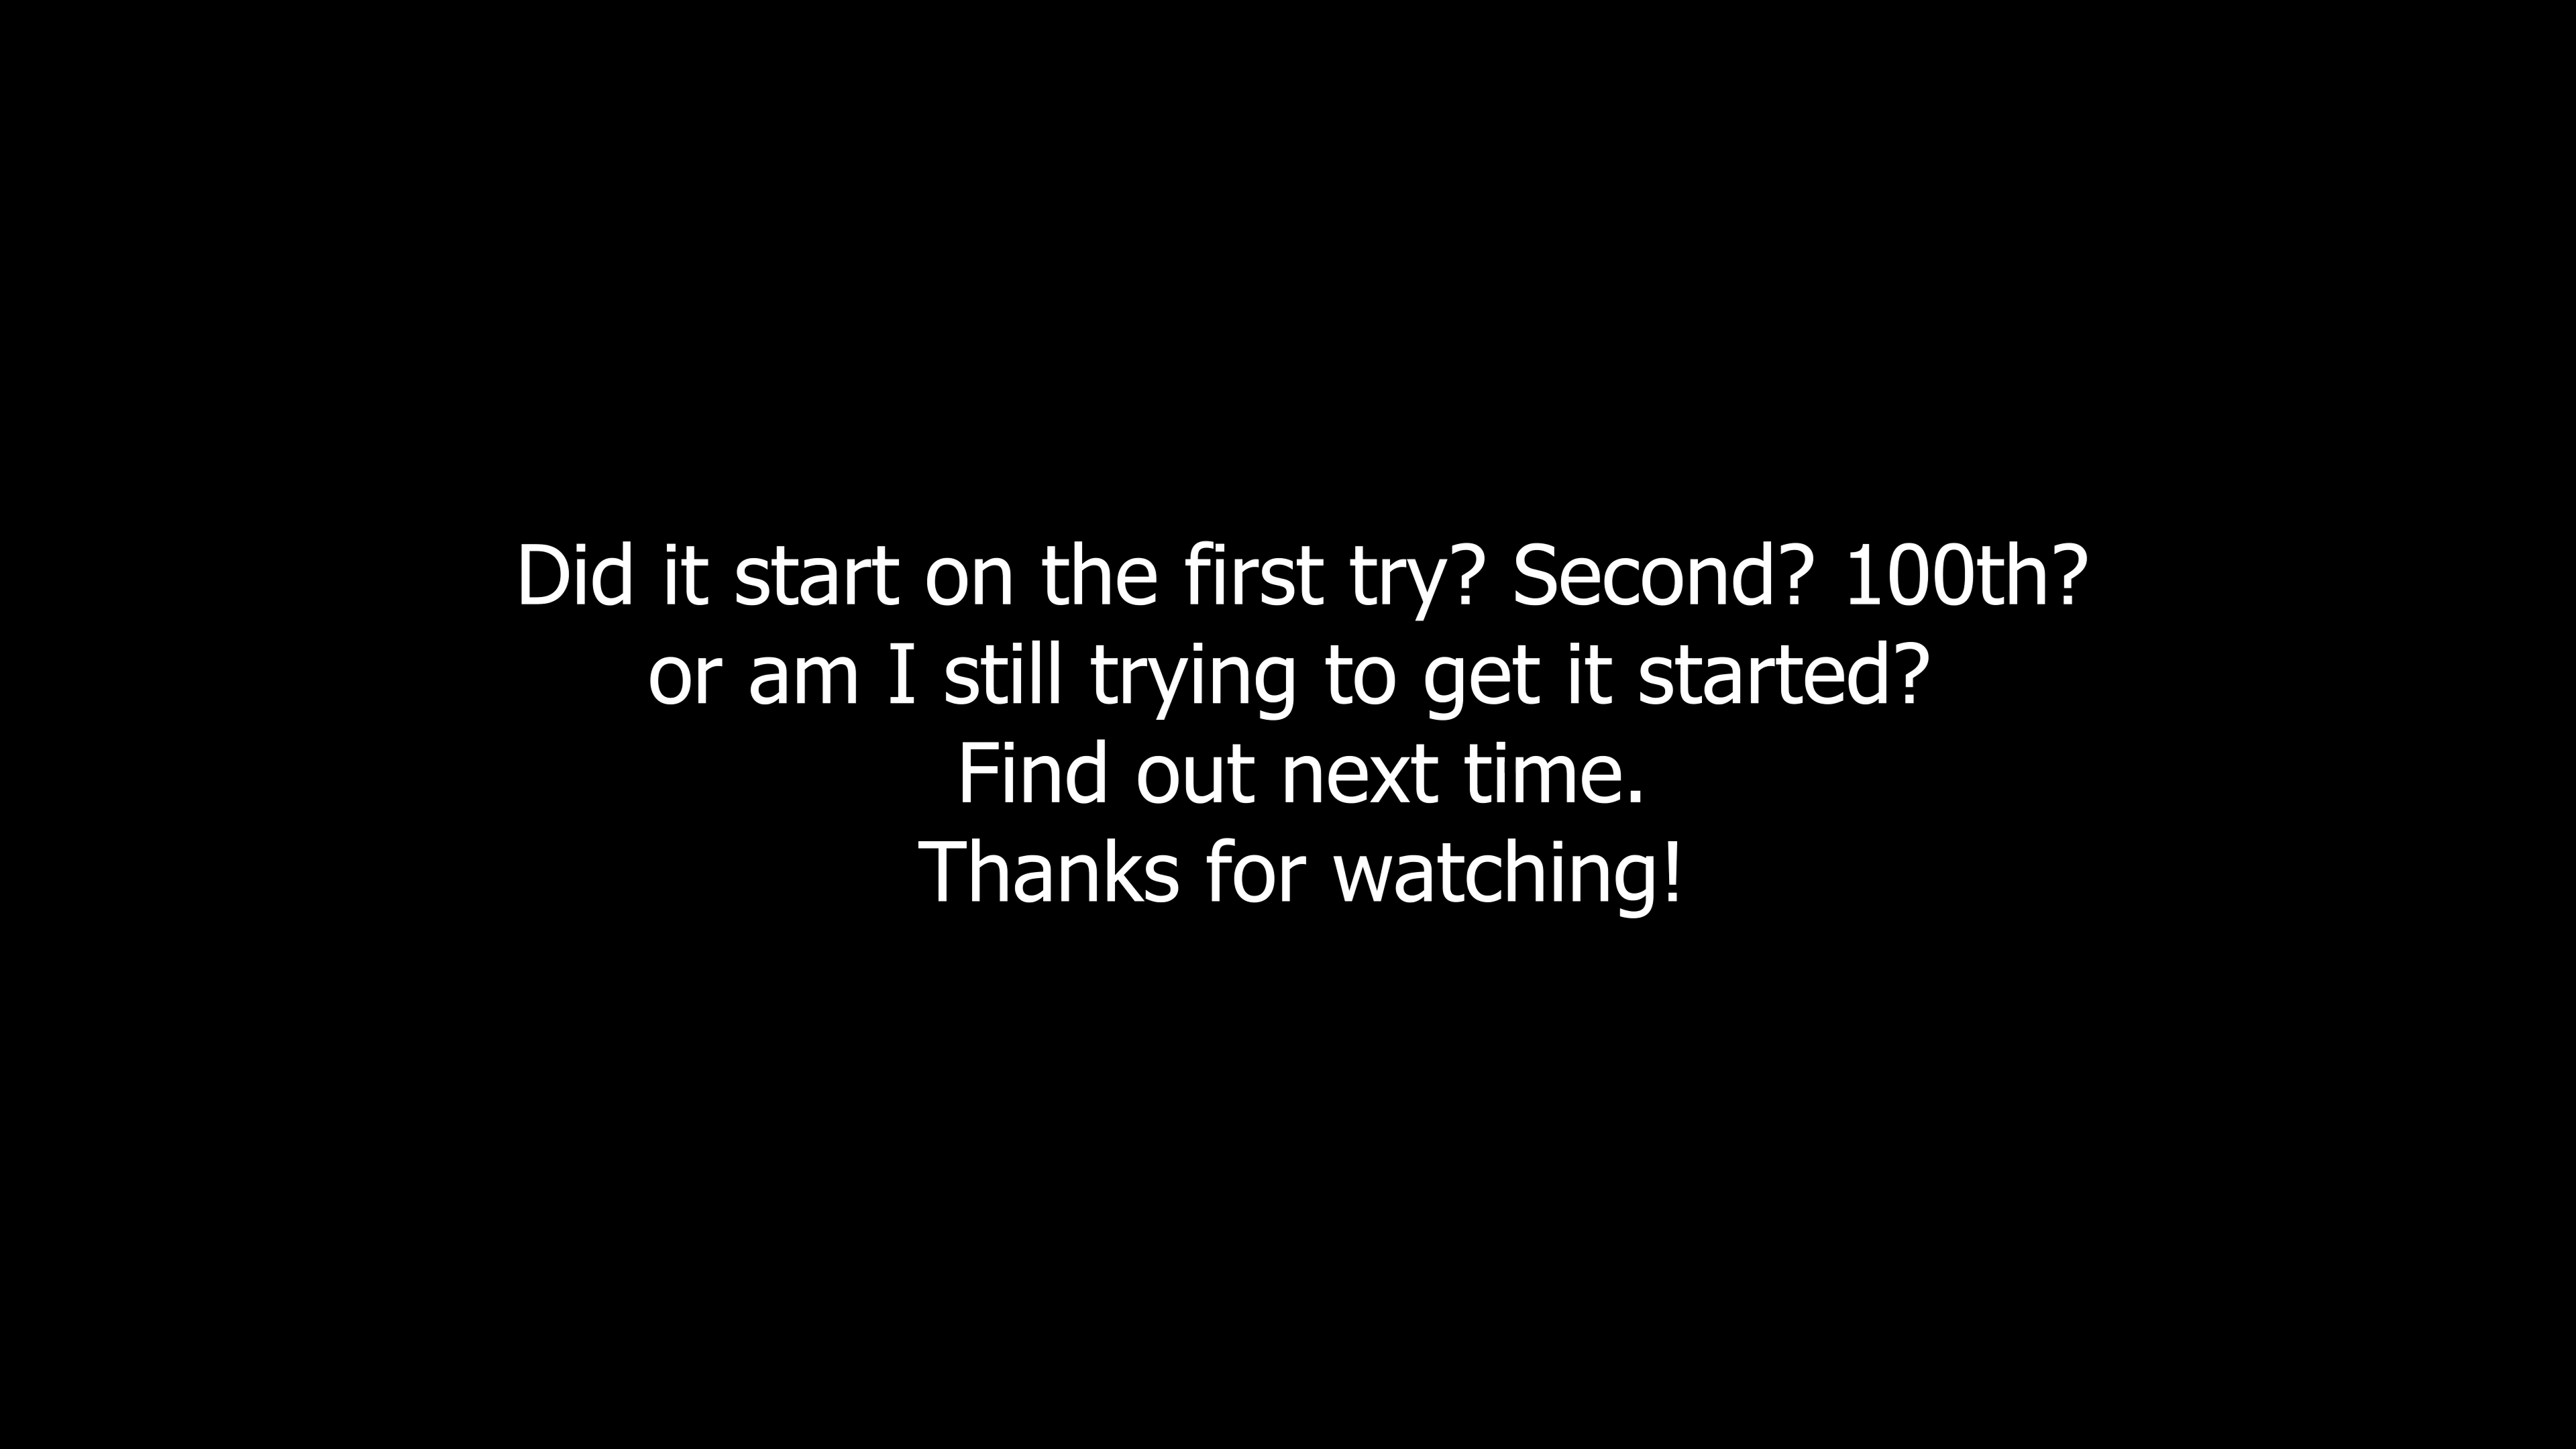 Did it start on the first try? Second? 100th?
or am I still trying to get it started?
Find out next time.
Thanks for watching!